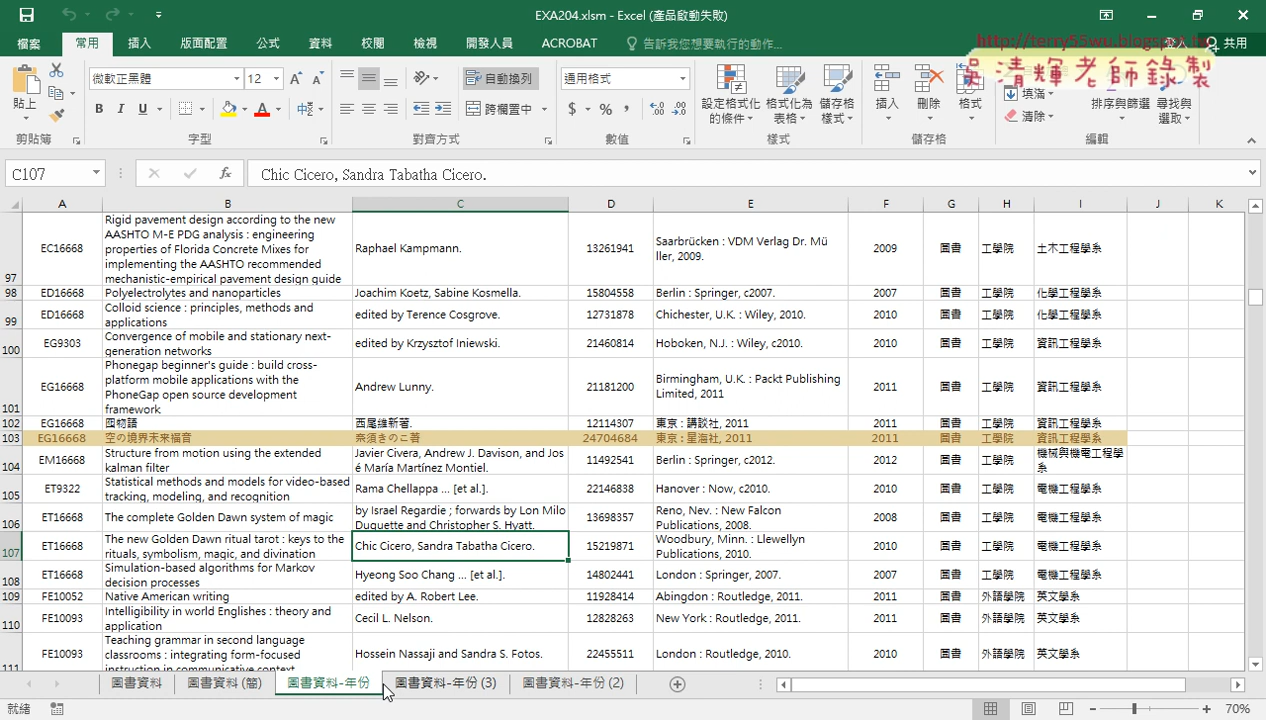 EXA204.xlsm - Excel (產品啟動失敗)
檔案 常用 插入 版面配置 公式 資料 校閱 檢視 開發人員 ACROBAT 告訴我您想要執行的動作... 登入 共用
http://terry55wu.blogspot.tw
吳清輝老師錄製
貼上 微軟正黑體 12 自動換列 通用格式 設定格式化的條件 格式化為表格 儲存格樣式 插入 刪除 格式 填滿 清除 排序與篩選 尋找與選取
B I U 中 跨欄置中 $ % ,
剪貼簿 字型 對齊方式 數值 樣式 儲存格 編輯
C107 fx Chic Cicero, Sandra Tabatha Cicero.
A B C D E F G H I J K
97 EC16668 Rigid pavement design according to the new AASHTO M-E PDG analysis : engineering properties of Florida Concrete Mixes for implementing the AASHTO recommended mechanistic-empirical pavement design guide Raphael Kampmann. 13261941 Saarbrücken : VDM Verlag Dr. Müller, 2009. 2009 圖書 工學院 土木工程學系
98 ED16668 Polyelectrolytes and nanoparticles Joachim Koetz, Sabine Kosmella. 15804558 Berlin : Springer, c2007. 2007 圖書 工學院 化學工程學系
99 ED16668 Colloid science : principles, methods and applications edited by Terence Cosgrove. 12731878 Chichester, U.K. : Wiley, 2010. 2010 圖書 工學院 化學工程學系
100 EG9303 Convergence of mobile and stationary next-generation networks edited by Krzysztof Iniewski. 21460814 Hoboken, N.J. : Wiley, c2010. 2010 圖書 工學院 資訊工程學系
101 EG16668 Phonegap beginner's guide : build cross-platform mobile applications with the PhoneGap open source development framework Andrew Lunny. 21181200 Birmingham, U.K. : Packt Publishing Limited, 2011 2011 圖書 工學院 資訊工程學系
102 EG16668 囮物語 西尾維新著. 12114307 東京 : 講談社, 2011 2011 圖書 工學院 資訊工程學系
103 EG16668 空の境界未来福音 奈須きのこ著 24704684 東京 : 星海社, 2011 2011 圖書 工學院 資訊工程學系
104 EM16668 Structure from motion using the extended kalman filter Javier Civera, Andrew J. Davison, and José María Martínez Montiel. 11492541 Berlin : Springer, c2012. 2012 圖書 工學院 機械與機電工程學系
105 ET9322 Statistical methods and models for video-based tracking, modeling, and recognition Rama Chellappa ... [et al.]. 22146838 Hanover : Now, c2010. 2010 圖書 工學院 電機工程學系
106 ET16668 The complete Golden Dawn system of magic by Israel Regardie ; forwards by Lon Milo Duquette and Christopher S. Hyatt. 13698357 Reno, Nev. : New Falcon Publications, 2008. 2008 圖書 工學院 電機工程學系
107 ET16668 The new Golden Dawn ritual tarot : keys to the rituals, symbolism, magic, and divination Chic Cicero, Sandra Tabatha Cicero. 15219871 Woodbury, Minn. : Llewellyn Publications, 2010. 2010 圖書 工學院 電機工程學系
108 ET16668 Simulation-based algorithms for Markov decision processes Hyeong Soo Chang ... [et al.]. 14802441 London : Springer, 2007. 2007 圖書 工學院 電機工程學系
109 FE10052 Native American writing edited by A. Robert Lee. 11928414 Abingdon : Routledge, 2011. 2011 圖書 外語學院 英文學系
110 FE10093 Intelligibility in world Englishes : theory and application Cecil L. Nelson. 12828263 New York : Routledge, 2011. 2011 圖書 外語學院 英文學系
111 FE10093 Teaching grammar in second language classrooms : integrating form-focused instruction in communicative context Hossein Nassaji and Sandra S. Fotos. 22455511 London : Routledge, 2010. 2010 圖書 外語學院 英文學系
圖書資料 圖書資料 (簡) 圖書資料-年份 圖書資料-年份 (3) 圖書資料-年份 (2)
就緒 70%